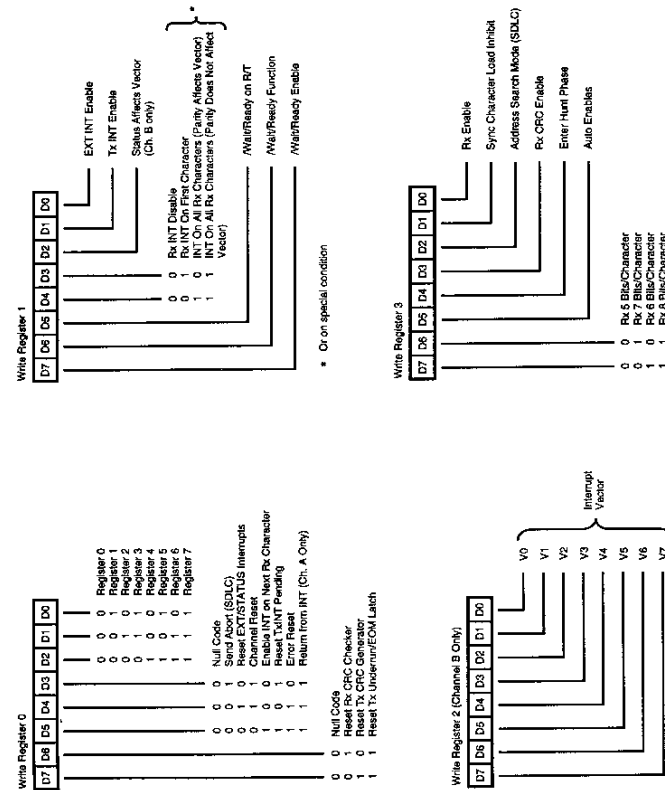 Write Register 0
D7 D6 D5 D4 D3 D2 D1 D0
0 0 0 Register 0
0 0 1 Register 1
0 1 0 Register 2
0 1 1 Register 3
1 0 0 Register 4
1 0 1 Register 5
1 1 0 Register 6
1 1 1 Register 7
0 0 0 Null Code
0 0 1 Send Abort (SDLC)
0 1 0 Reset EXT/STATUS Interrupts
0 1 1 Channel Reset
1 0 0 Enable INT on Next Rx Character
1 0 1 Reset TxINT Pending
1 1 0 Error Reset
1 1 1 Return from INT (Ch. A Only)
0 0 Null Code
0 1 Reset Rx CRC Checker
1 0 Reset Tx CRC Generator
1 1 Reset Tx Underrun/EOM Latch
Write Register 1
D7 D6 D5 D4 D3 D2 D1 D0
EXT INT Enable
Tx INT Enable
Status Affects Vector
(Ch. B only)
0 0 Rx INT Disable
0 1 Rx INT On First Character
1 0 INT On All Rx Characters (Parity Affects Vector)
1 1 INT On All Rx Characters (Parity Does Not Affect
Vector)
*
/Wait/Ready on R/T
/Wait/Ready Function
/Wait/Ready Enable
* Or on special condition
Write Register 2 (Channel B Only)
D7 D6 D5 D4 D3 D2 D1 D0
V0
V1
V2
V3
V4
V5
V6
V7
Interrupt
Vector
Write Register 3
D7 D6 D5 D4 D3 D2 D1 D0
Rx Enable
Sync Character Load Inhibit
Address Search Mode (SDLC)
Rx CRC Enable
Enter Hunt Phase
Auto Enables
0 0 Rx 5 Bits/Character
0 1 Rx 7 Bits/Character
1 0 Rx 6 Bits/Character
1 1 Rx 8 Bits/Character